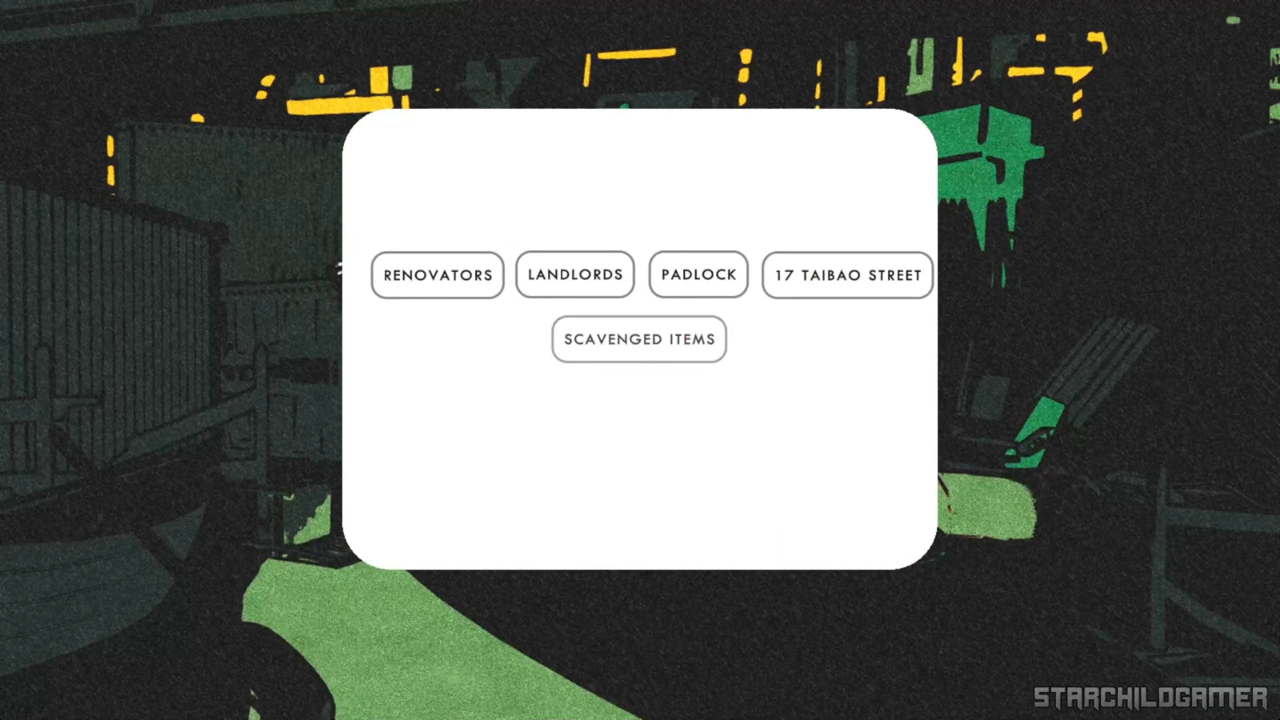 RENOVATORS LANDLORDS PADLOCK 17 TAIBAO STREET
SCAVENGED ITEMS
STARCHILDGAMER